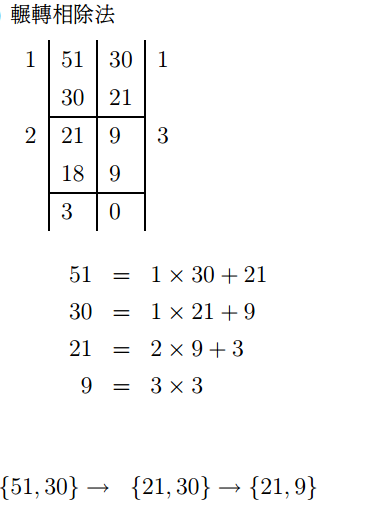 輾轉相除法
1 51 30 1
30 21
2 21 9 3
18 9
3 0
51 = 1 × 30 + 21
30 = 1 × 21 + 9
21 = 2 × 9 + 3
9 = 3 × 3
{51, 30} → {21, 30} → {21, 9}